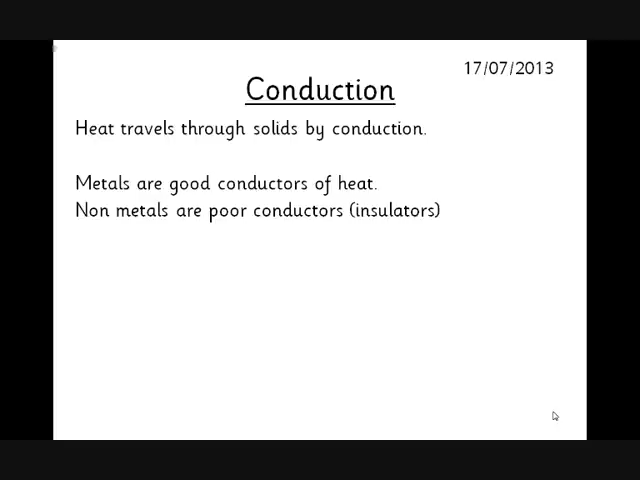 17/07/2013
Conduction
Heat travels through solids by conduction.
Metals are good conductors of heat.
Non metals are poor conductors (insulators)